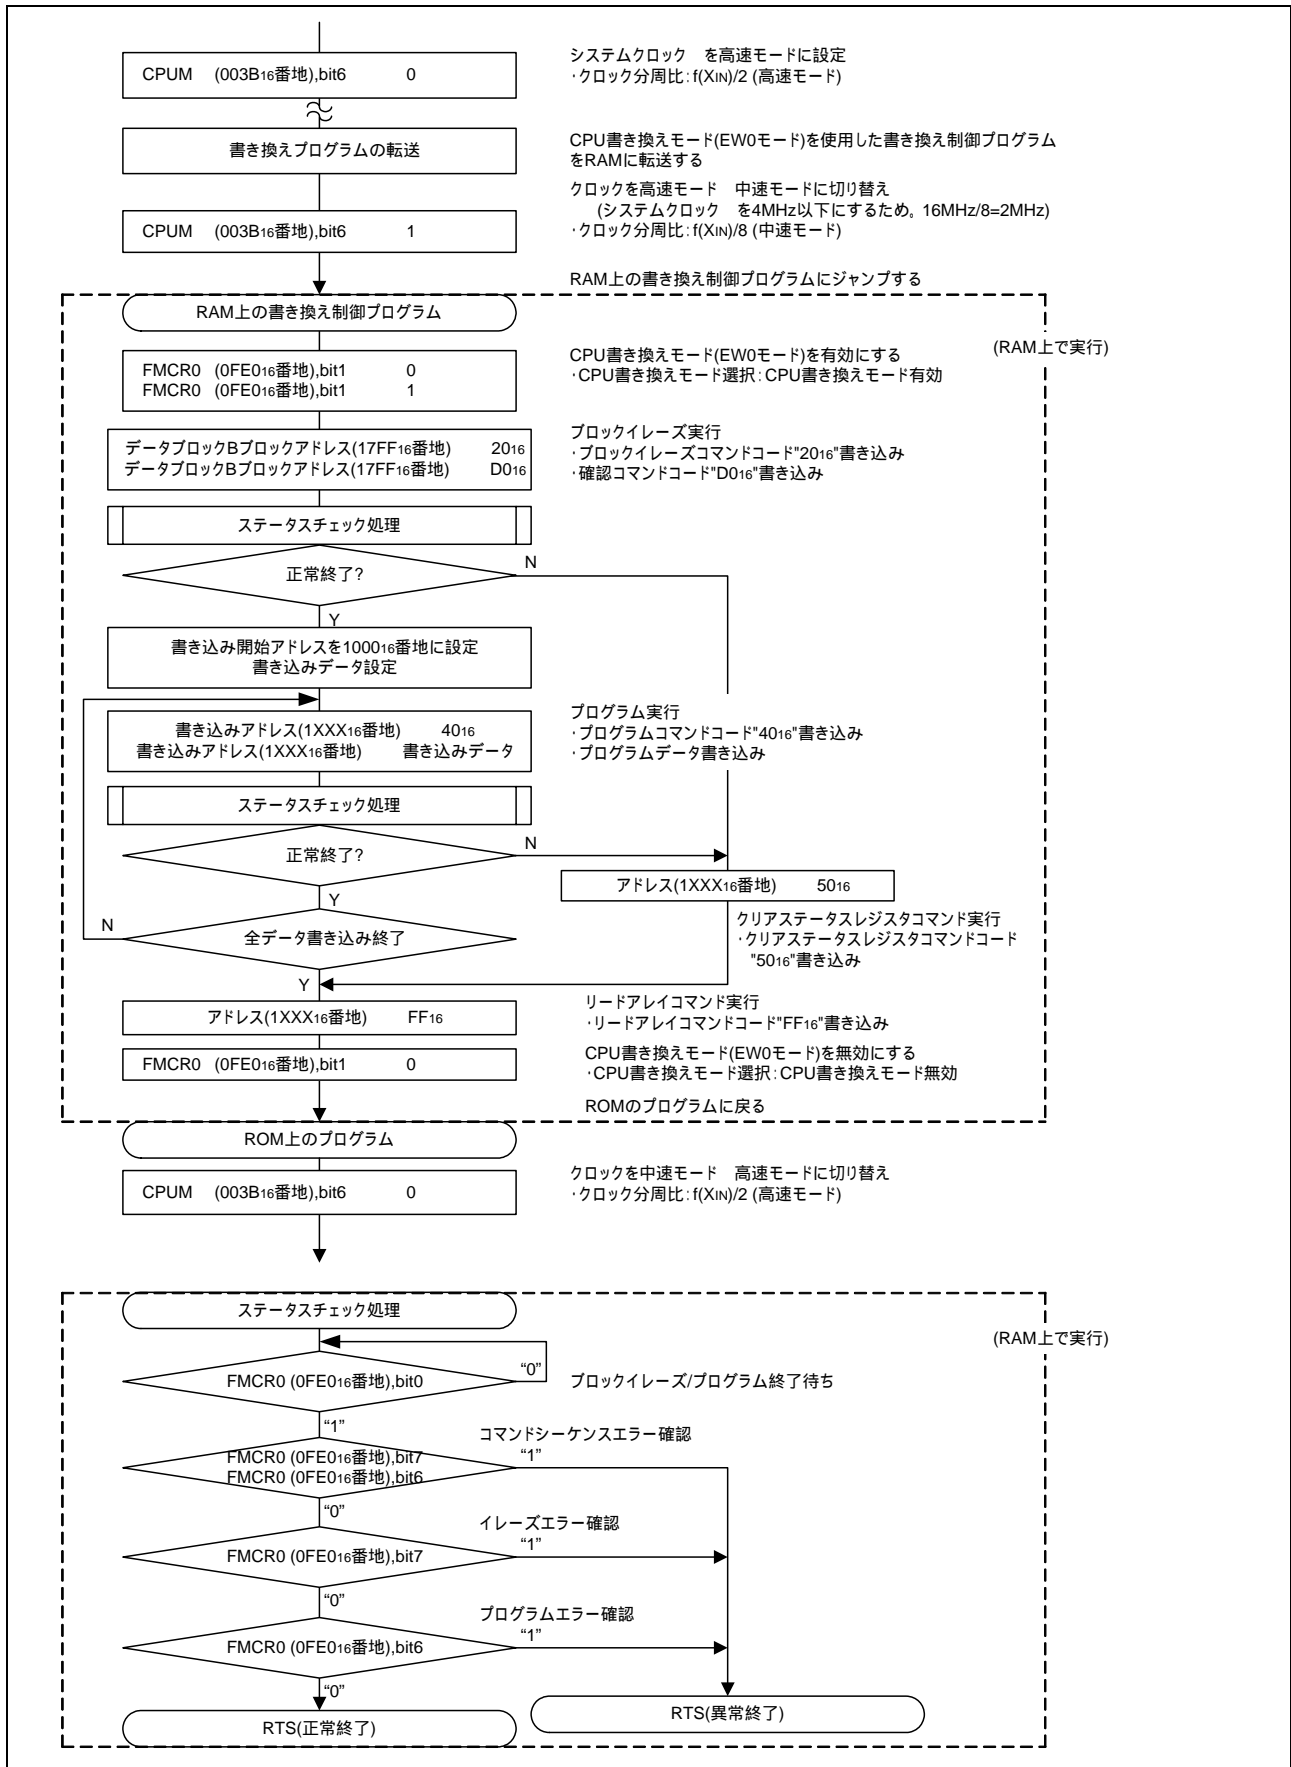 システムクロック　を高速モードに設定
・クロック分周比：f(XIN)/2 (高速モード)
CPUM (003B16番地),bit6 0
書き換えプログラムの転送
CPU書き換えモード(EW0モード)を使用した書き換え制御プログラム
をRAMに転送する
クロックを高速モード　中速モードに切り替え
(システムクロック　を4MHz以下にするため。16MHz/8=2MHz)
・クロック分周比：f(XIN)/8 (中速モード)
CPUM (003B16番地),bit6 1
RAM上の書き換え制御プログラムにジャンプする
RAM上の書き換え制御プログラム
(RAM上で実行)
CPU書き換えモード(EW0モード)を有効にする
・CPU書き換えモード選択：CPU書き換えモード有効
FMCR0 (0FE016番地),bit1 0
FMCR0 (0FE016番地),bit1 1
ブロックイレーズ実行
・ブロックイレーズコマンドコード"2016"書き込み
・確認コマンドコード"D016"書き込み
データブロックBブロックアドレス(17FF16番地) 2016
データブロックBブロックアドレス(17FF16番地) D016
ステータスチェック処理
正常終了?
N
Y
書き込み開始アドレスを100016番地に設定
書き込みデータ設定
プログラム実行
・プログラムコマンドコード"4016"書き込み
・プログラムデータ書き込み
書き込みアドレス(1XXX16番地) 4016
書き込みアドレス(1XXX16番地) 書き込みデータ
ステータスチェック処理
正常終了?
N
Y
アドレス(1XXX16番地) 5016
クリアステータスレジスタコマンド実行
・クリアステータスレジスタコマンドコード
"5016"書き込み
N
全データ書き込み終了
Y
アドレス(1XXX16番地) FF16
リードアレイコマンド実行
・リードアレイコマンドコード"FF16"書き込み
FMCR0 (0FE016番地),bit1 0
CPU書き換えモード(EW0モード)を無効にする
・CPU書き換えモード選択：CPU書き換えモード無効
ROMのプログラムに戻る
ROM上のプログラム
クロックを中速モード　高速モードに切り替え
・クロック分周比：f(XIN)/2 (高速モード)
CPUM (003B16番地),bit6 0
ステータスチェック処理
(RAM上で実行)
FMCR0 (0FE016番地),bit0
“0”
ブロックイレーズ/プログラム終了待ち
“1”
コマンドシーケンスエラー確認
“1”
FMCR0 (0FE016番地),bit7
FMCR0 (0FE016番地),bit6
“0”
イレーズエラー確認
“1”
FMCR0 (0FE016番地),bit7
“0”
プログラムエラー確認
“1”
FMCR0 (0FE016番地),bit6
“0”
RTS(正常終了)
RTS(異常終了)